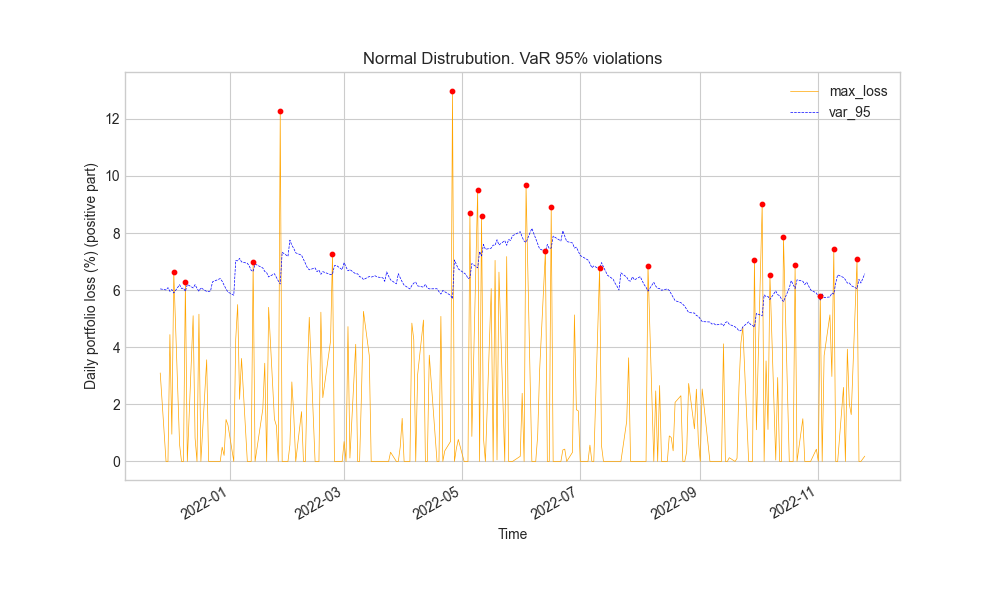 Normal Distrubution. VaR 95% violations
max_loss
var_95
Daily portfolio loss (%) (positive part)
12
10
8
6
4
2
0
2022-01
2022-03
2022-05
2022-07
2022-09
2022-11
Time